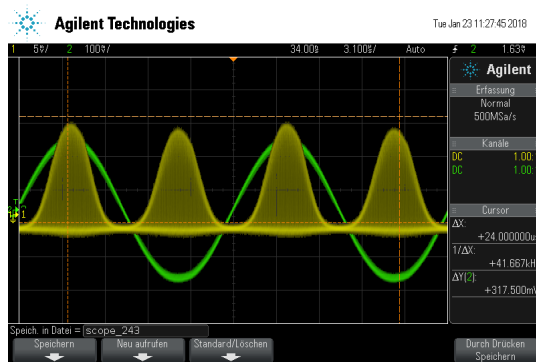 Agilent Technologies
Tue Jan 23 11:27:45 2018
1 5V/ 2 100V/ 34.00s 3.100s/ Auto 2 1.63V
Agilent
Erfassung
Normal
500MSa/s
Kanäle
DC 1.00:
DC 1.00:
Cursor
ΔX:
+24.000000u
1/ΔX:
+41.667kH
ΔY(2):
+317.500m
Speich. in Datei = scope_243
Speichern
Neu aufrufen
Standard/Löschen
Durch Drücken
Speichern